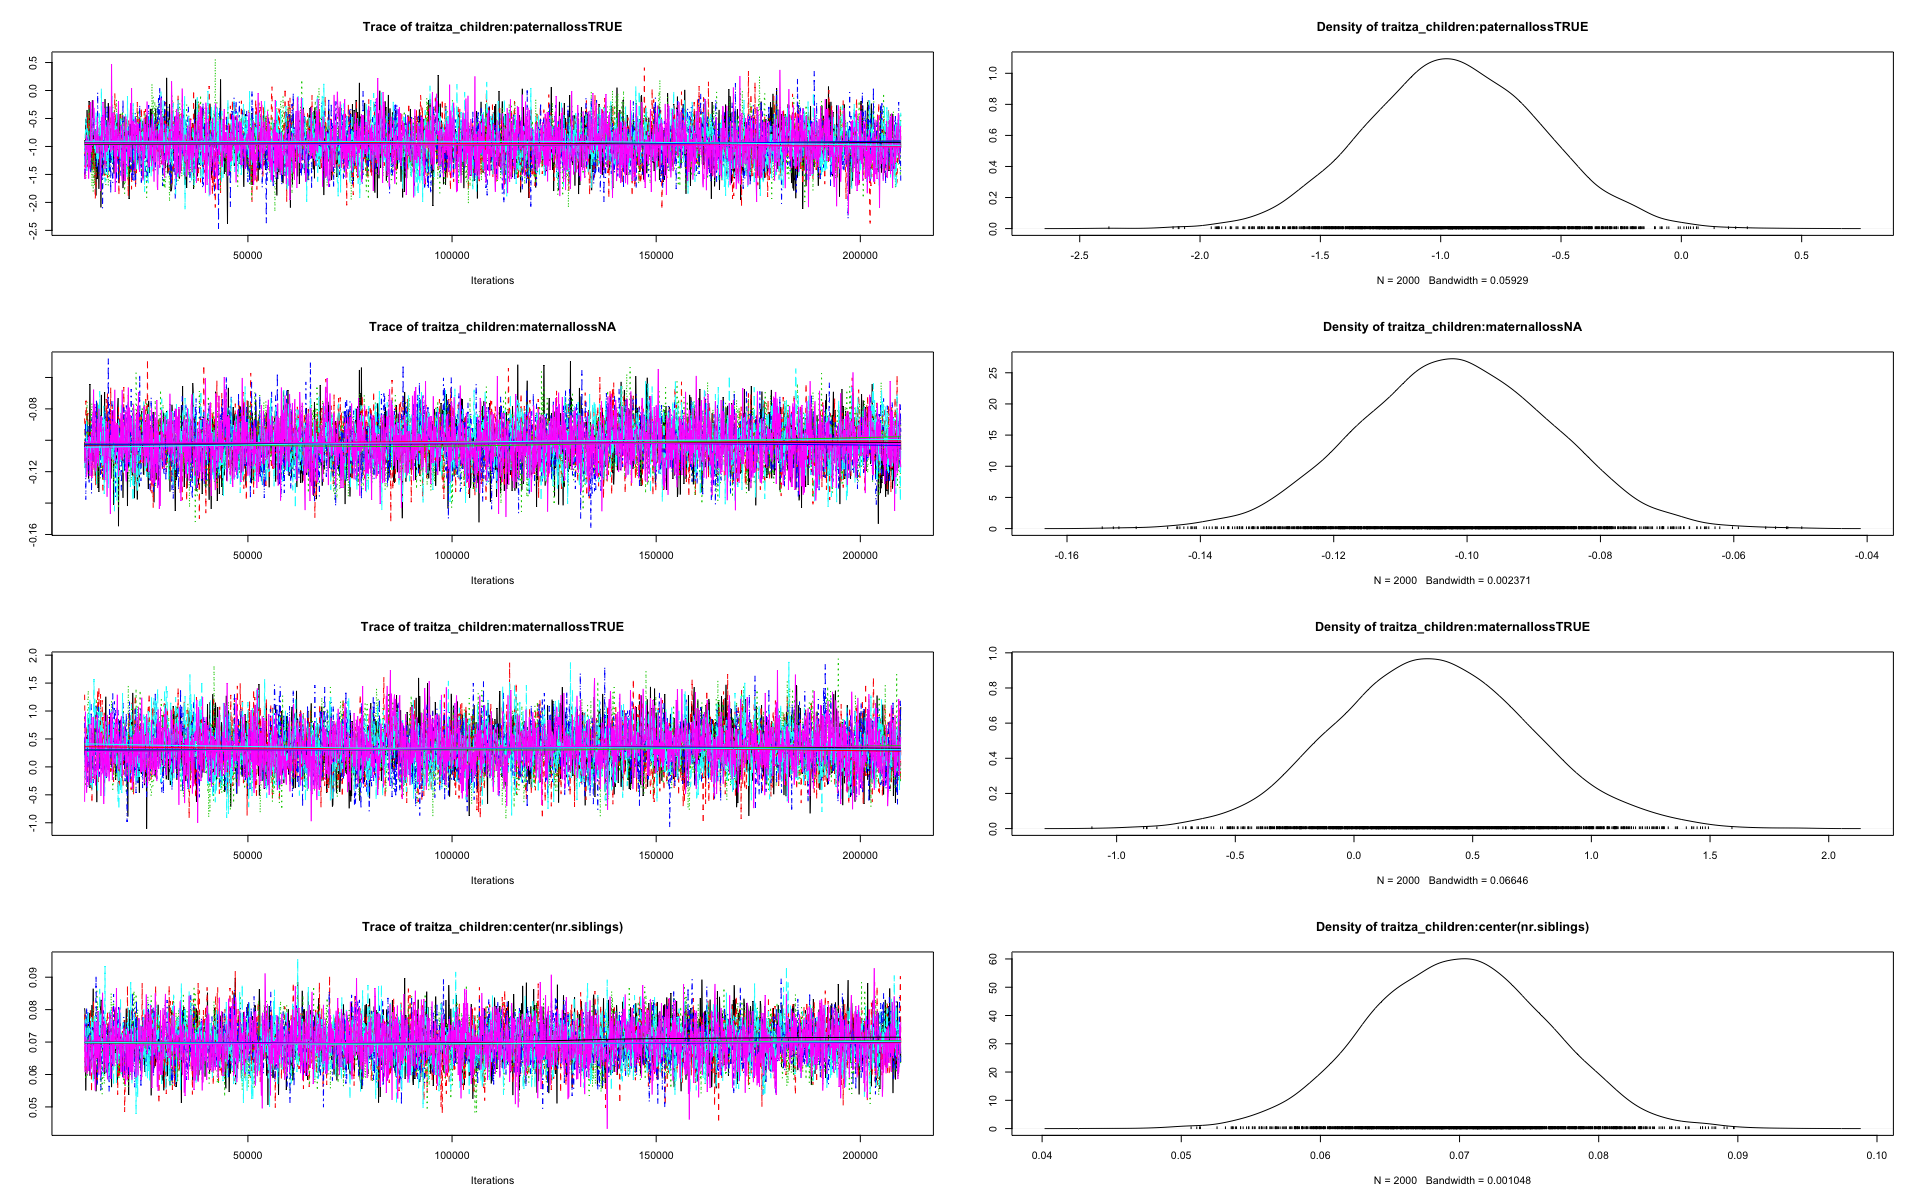 Trace of traitza_children:paternallossTRUE
0.5
0.0
-0.5
-1.0
-1.5
-2.0
-2.5
50000 100000 150000 200000
Iterations
Density of traitza_children:paternallossTRUE
1.0
0.8
0.6
0.4
0.2
0.0
-2.5 -2.0 -1.5 -1.0 -0.5 0.0 0.5
N = 2000 Bandwidth = 0.05929
Trace of traitza_children:maternallossNA
-0.08
-0.12
-0.16
50000 100000 150000 200000
Iterations
Density of traitza_children:maternallossNA
25
20
15
10
5
0
-0.16 -0.14 -0.12 -0.10 -0.08 -0.06 -0.04
N = 2000 Bandwidth = 0.002371
Trace of traitza_children:maternallossTRUE
2.0
1.5
1.0
0.5
0.0
-0.5
-1.0
50000 100000 150000 200000
Iterations
Density of traitza_children:maternallossTRUE
1.0
0.8
0.6
0.4
0.2
0.0
-1.0 -0.5 0.0 0.5 1.0 1.5 2.0
N = 2000 Bandwidth = 0.06646
Trace of traitza_children:center(nr.siblings)
0.09
0.08
0.07
0.06
0.05
50000 100000 150000 200000
Iterations
Density of traitza_children:center(nr.siblings)
60
50
40
30
20
10
0
0.04 0.05 0.06 0.07 0.08 0.09 0.10
N = 2000 Bandwidth = 0.001048